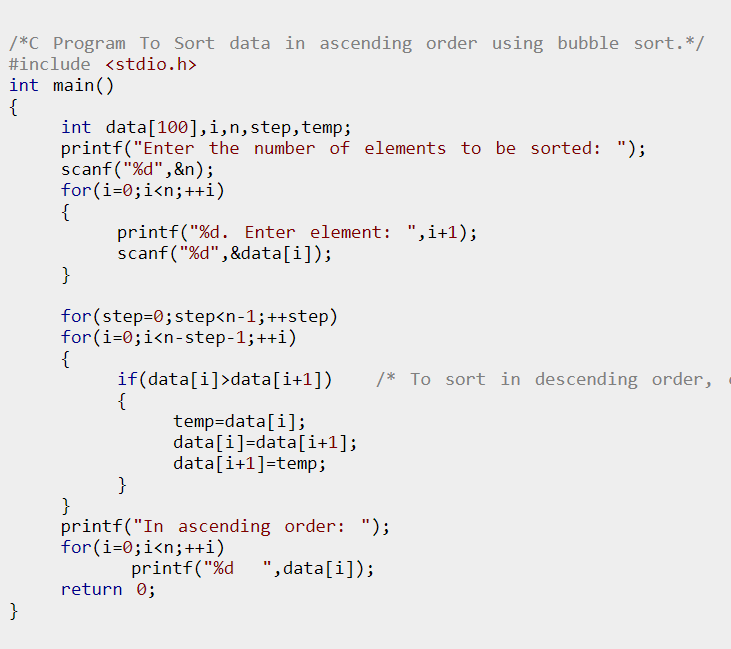 /*C Program To Sort data in ascending order using bubble sort.*/
#include <stdio.h>
int main()
{
int data[100],i,n,step,temp;
printf("Enter the number of elements to be sorted: ");
scanf("%d",&n);
for(i=0;i<n;++i)
{
printf("%d. Enter element: ",i+1);
scanf("%d",&data[i]);
}
for(step=0;step<n-1;++step)
for(i=0;i<n-step-1;++i)
{
if(data[i]>data[i+1]) /* To sort in descending order,
{
temp=data[i];
data[i]=data[i+1];
data[i+1]=temp;
}
}
printf("In ascending order: ");
for(i=0;i<n;++i)
printf("%d  ",data[i]);
return 0;
}